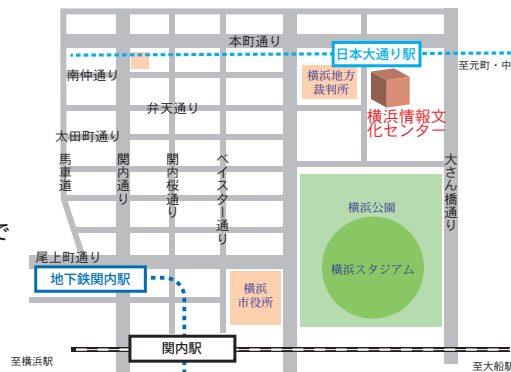 本町通り
日本大通り駅
至元町・中
南仲通り
横浜地方
裁判所
弁天通り
横浜情報文
化センター
太田町通り
馬車道
関内通り
関内桜通り
ベイスター通り
大さん橋通り
横浜公園
で
尾上町通り
横浜スタジアム
地下鉄関内駅
横浜
市役所
関内駅
至横浜駅
至大船駅